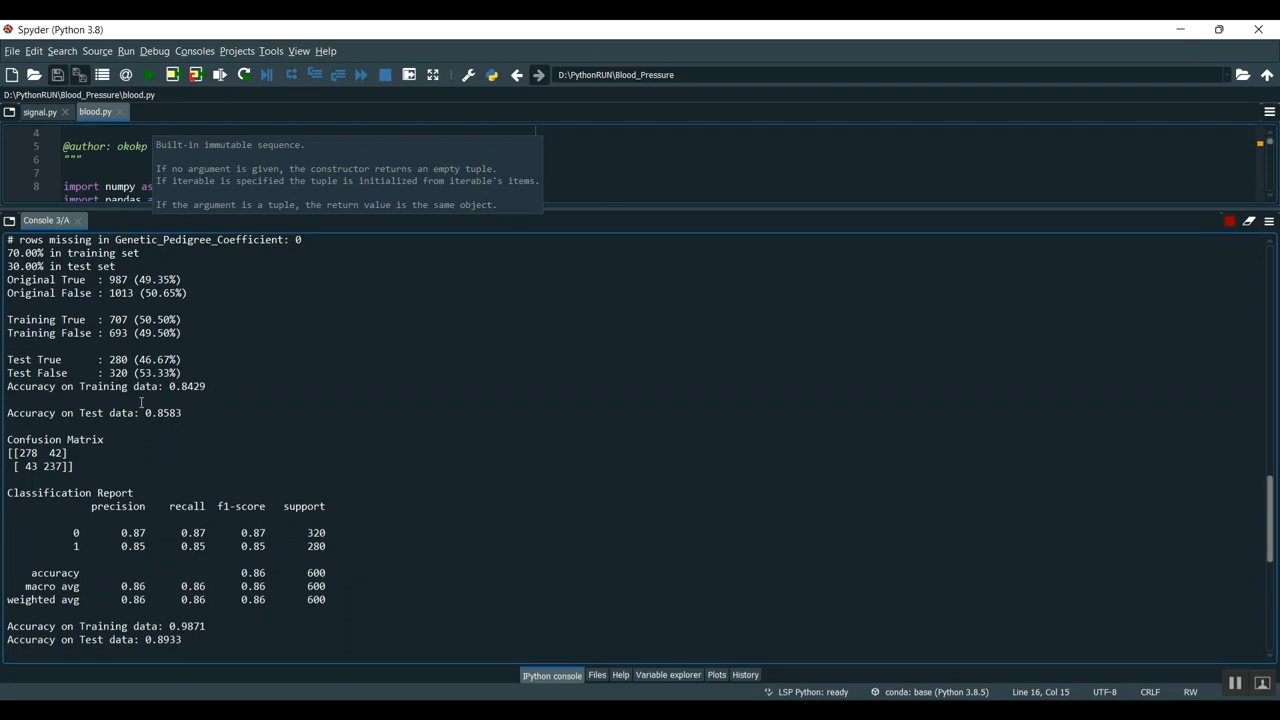 Spyder (Python 3.8)
File Edit Search Source Run Debug Consoles Projects Tools View Help
D:\PythonRUN\Blood_Pressure
D:\PythonRUN\Blood_Pressure\blood.py
signal.py blood.py
4
5 @author: okokp
6 """
7
8 import numpy as
import pandas
Built-in immutable sequence.
If no argument is given, the constructor returns an empty tuple.
If iterable is specified the tuple is initialized from iterable's items.
If the argument is a tuple, the return value is the same object.
Console 3/A
# rows missing in Genetic_Pedigree_Coefficient: 0
70.00% in training set
30.00% in test set
Original True : 987 (49.35%)
Original False : 1013 (50.65%)
Training True : 707 (50.50%)
Training False : 693 (49.50%)
Test True : 280 (46.67%)
Test False : 320 (53.33%)
Accuracy on Training data: 0.8429
Accuracy on Test data: 0.8583
Confusion Matrix
[[278 42]
[ 43 237]]
Classification Report
precision recall f1-score support
0 0.87 0.87 0.87 320
1 0.85 0.85 0.85 280
accuracy 0.86 600
macro avg 0.86 0.86 0.86 600
weighted avg 0.86 0.86 0.86 600
Accuracy on Training data: 0.9871
Accuracy on Test data: 0.8933
IPython console Files Help Variable explorer Plots History
LSP Python: ready conda: base (Python 3.8.5) Line 16, Col 15 UTF-8 CRLF RW